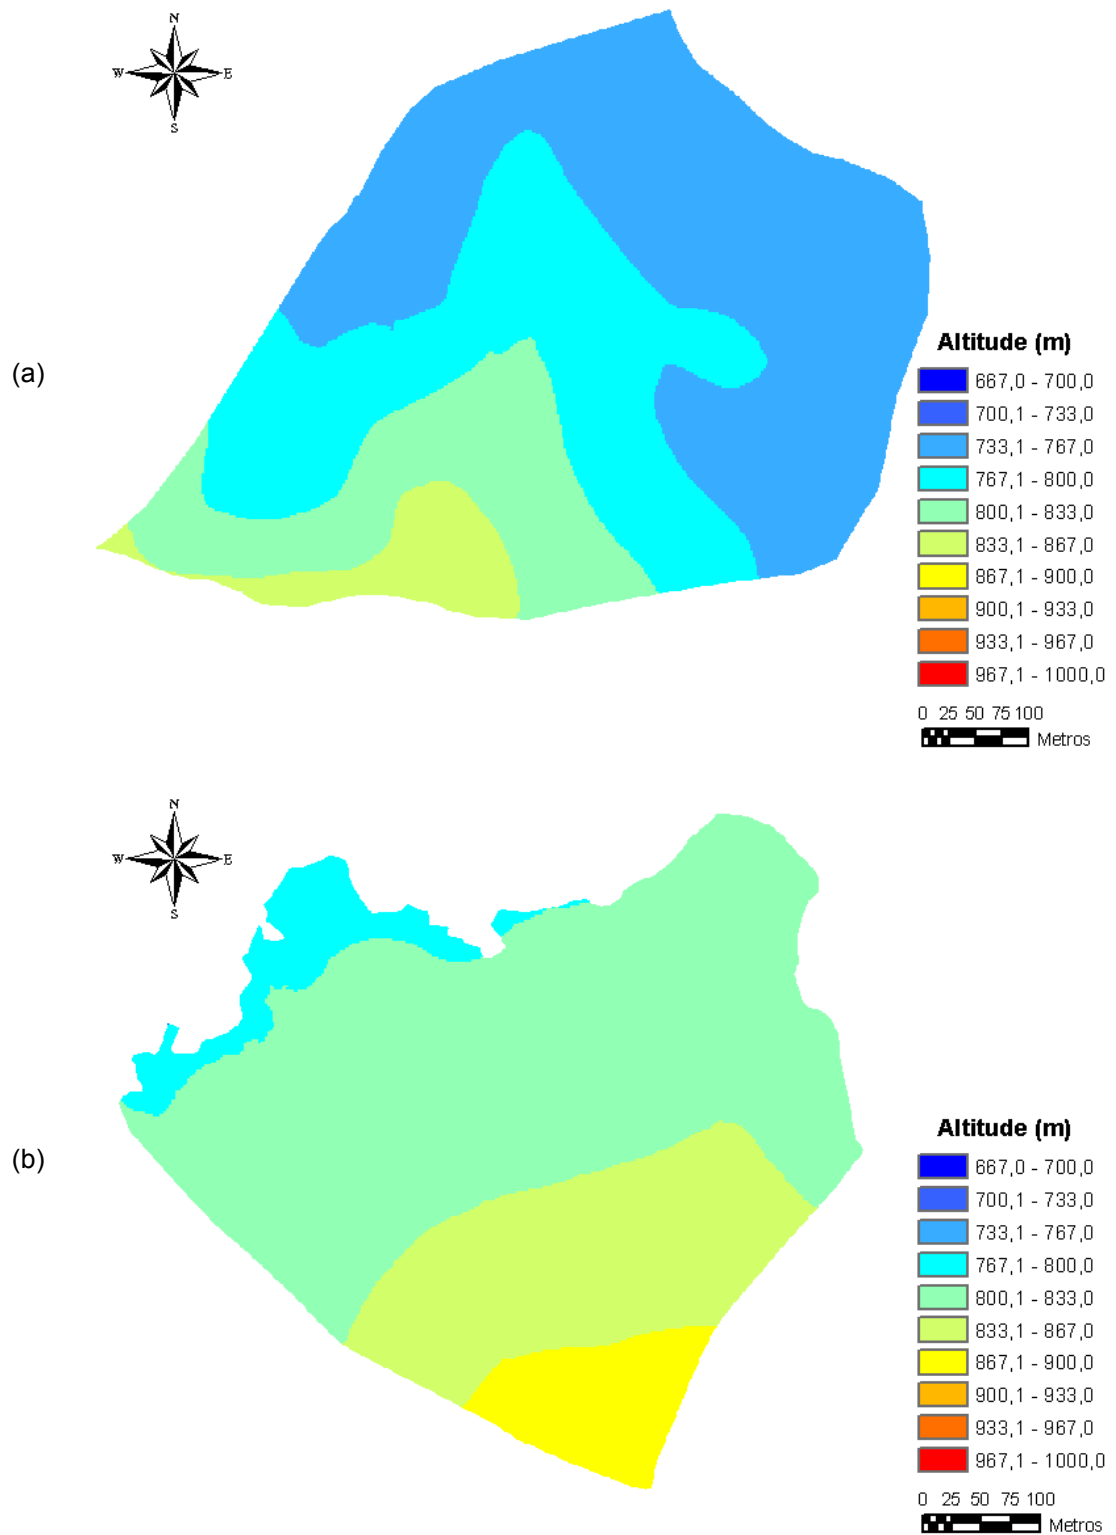 N
W E
S
(a)
Altitude (m)
667,0 - 700,0
700,1 - 733,0
733,1 - 767,0
767,1 - 800,0
800,1 - 833,0
833,1 - 867,0
867,1 - 900,0
900,1 - 933,0
933,1 - 967,0
967,1 - 1000,0
0 25 50 75 100
Metros
N
W E
S
(b)
Altitude (m)
667,0 - 700,0
700,1 - 733,0
733,1 - 767,0
767,1 - 800,0
800,1 - 833,0
833,1 - 867,0
867,1 - 900,0
900,1 - 933,0
933,1 - 967,0
967,1 - 1000,0
0 25 50 75 100
Metros